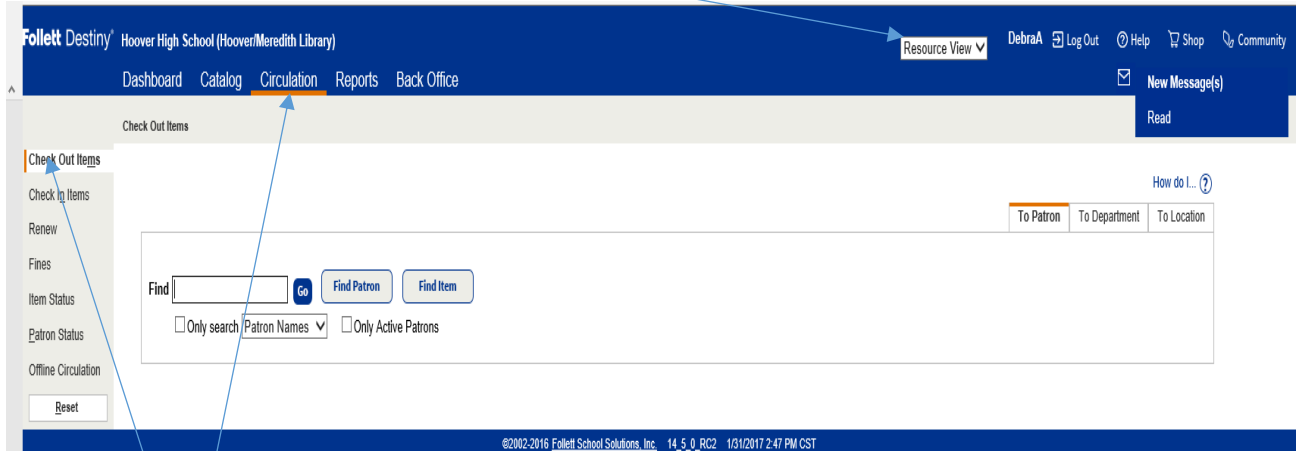 Follett Destiny® Hoover High School (Hoover/Meredith Library) Resource View DebraA Log Out Help Shop Community
Dashboard Catalog Circulation Reports Back Office
New Message(s)
Read
Check Out Items
Check Out Items
Check In Items
Renew
Fines
Item Status
Patron Status
Offline Circulation
Reset
How do I... ?
To Patron To Department To Location
Find Go Find Patron Find Item
Only search Patron Names Only Active Patrons
©2002-2016 Follett School Solutions, Inc. 14_5_0_RC2 1/31/2017 2:47 PM CST